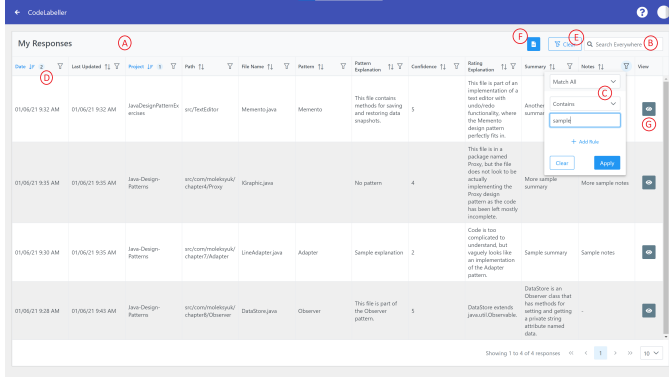 CodeLabeller
My Responses
A
F
E
Clear
Search Everywhere
B
Date
2
Last Updated
Project
1
Path
File Name
Pattern
Pattern
Explanation
Confidence
Rating
Explanation
Summary
Notes
View
D
01/06/21 9:32 AM
01/06/21 9:32 AM
JavaDesignPatternEx
ercises
src/TextEditor
Memento.java
Memento
This file contains
methods for saving
and restoring data
snapshots.
5
This file is part of an
implementation of a
text editor with
undo/redo
functionality, where
the Memento
design pattern
perfectly fits in.
Another
Match All
C
Contains
sample
+ Add Rule
Clear
Apply
G
01/06/21 9:35 AM
01/06/21 9:35 AM
Java-Design-
Patterns
src/com/moleksyuk/
chapter4/Proxy
IGraphic.java
No pattern
4
This file is in a
package named
Proxy, but the file
does not look to be
actually
implementing the
Proxy design
pattern as the code
has been left mostly
incomplete.
More sample
summary
More sample notes
01/06/21 9:30 AM
01/06/21 9:35 AM
Java-Design-
Patterns
src/com/moleksyuk/
chapter7/Adapter
LineAdapter.java
Adapter
Sample explanation
2
Code is too
complicated to
understand, but
vaguely looks like
an implementation
of the Adapter
pattern.
Sample summary
Sample notes
01/06/21 9:28 AM
01/06/21 9:43 AM
Java-Design-
Patterns
src/com/moleksyuk/
chapter8/Observer
DataStore.java
Observer
This file is part of
the Observer
pattern.
5
DataStore extends
java.util.Observable.
DataStore is an
Observer class that
has methods for
setting and getting
a private string
attribute named
data.
-
Showing 1 to 4 of 4 responses
<< < 1 > >>
10